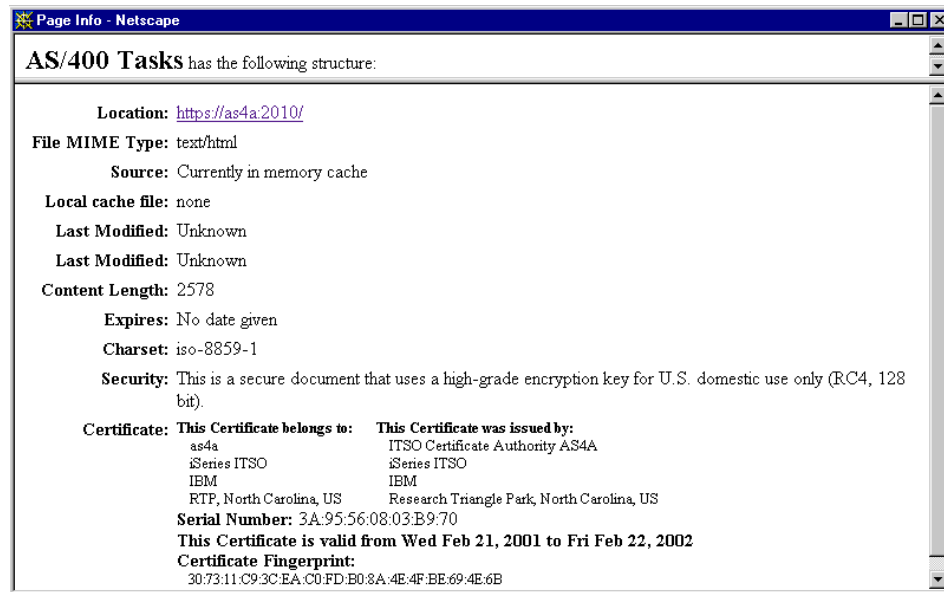 Page Info - Netscape
AS/400 Tasks has the following structure:
Location: https://as4a:2010/
File MIME Type: text/html
Source: Currently in memory cache
Local cache file: none
Last Modified: Unknown
Last Modified: Unknown
Content Length: 2578
Expires: No date given
Charset: iso-8859-1
Security: This is a secure document that uses a high-grade encryption key for U.S. domestic use only (RC4, 128
bit).
Certificate: This Certificate belongs to: This Certificate was issued by:
as4a ITSO Certificate Authority AS4A
iSeries ITSO iSeries ITSO
IBM IBM
RTP, North Carolina, US Research Triangle Park, North Carolina, US
Serial Number: 3A:95:56:08:03:B9:70
This Certificate is valid from Wed Feb 21, 2001 to Fri Feb 22, 2002
Certificate Fingerprint:
30:73:11:C9:3C:EA:C0:FD:B0:8A:4E:4F:BE:69:4E:6B